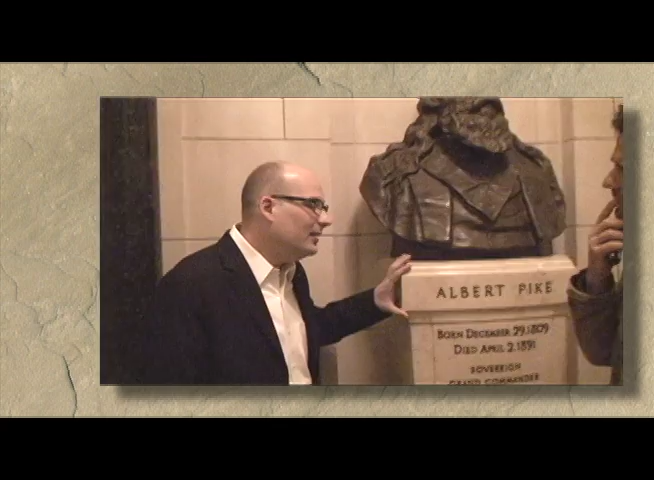 ALBERT PIKE
BORN DECEMBER 29, 1809
DIED APRIL 2, 1891
SOVEREIGN
GRAND COMMANDER